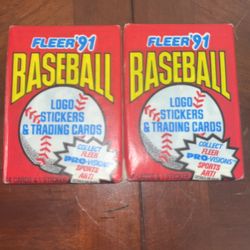 FLEER '91
BASEBALL
LOGO
STICKERS
& TRADING CARDS
COLLECT
FLEER
PRO-VISIONS
SPORTS
ART!
FLEER '91
BASEBALL
LOGO
STICKERS
& TRADING CARDS
COLLECT
FLEER
PRO-VISIONS
SPORTS
ART!